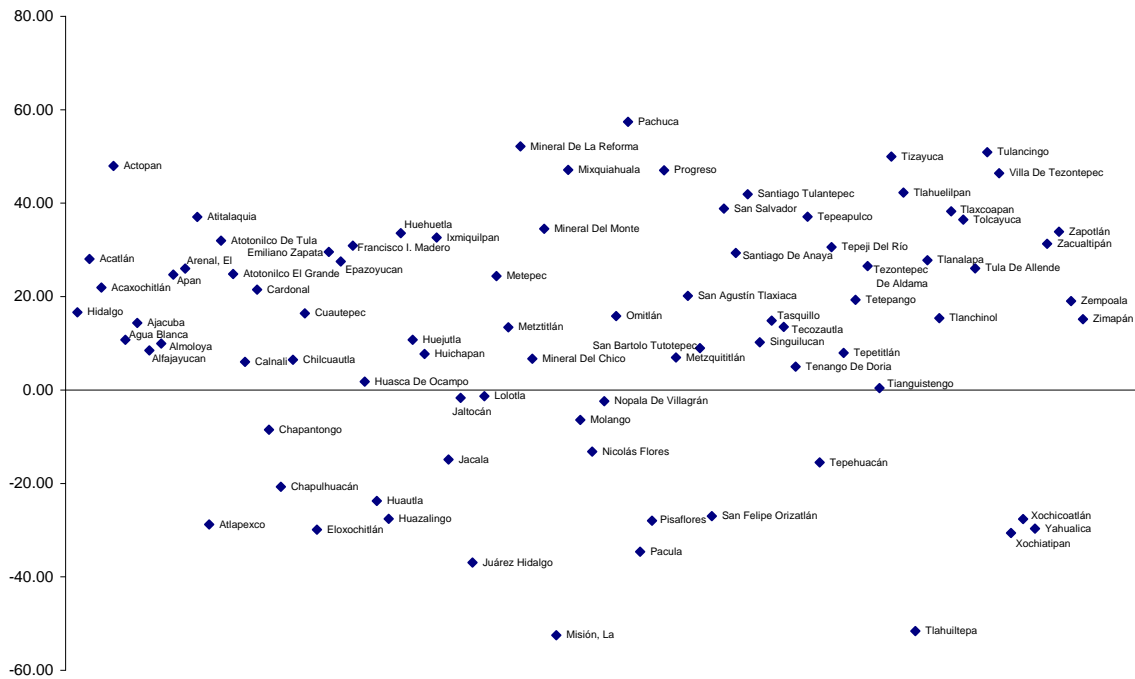 80.00
60.00
40.00
20.00
0.00
-20.00
-40.00
-60.00
Hidalgo
Acatlán
Acaxochitlán
Actopan
Agua Blanca
Ajacuba
Alfajayucan
Almoloya
Apan
Arenal, El
Atitalaquia
Atlapexco
Atotonilco De Tula
Atotonilco El Grande
Calnali
Cardonal
Chapantongo
Chapulhuacán
Chilcuautla
Cuautepec
Eloxochitlán
Emiliano Zapata
Epazoyucan
Francisco I. Madero
Huasca De Ocampo
Huautla
Huazalingo
Huehuetla
Huejutla
Huichapan
Ixmiquilpan
Jacala
Jaltocán
Juárez Hidalgo
Lolotla
Metepec
Metztitlán
Mineral De La Reforma
Mineral Del Chico
Mineral Del Monte
Misión, La
Mixquiahuala
Molango
Nicolás Flores
Nopala De Villagrán
Omitlán
Pachuca
Pacula
Pisaflores
Progreso
Metzquititlán
San Agustín Tlaxiaca
San Bartolo Tutotepec
San Felipe Orizatlán
San Salvador
Santiago De Anaya
Santiago Tulantepec
Singuilucan
Tasquillo
Tecozautla
Tenango De Doria
Tepeapulco
Tepehuacán
Tepeji Del Río
Tepetitlán
Tetepango
Tezontepec
De Aldama
Tianguistengo
Tizayuca
Tlahuelilpan
Tlahuiltepa
Tlanalapa
Tlanchinol
Tlaxcoapan
Tolcayuca
Tula De Allende
Tulancingo
Villa De Tezontepec
Xochiatipan
Xochicoatlán
Yahualica
Zacualtipán
Zapotlán
Zempoala
Zimapán